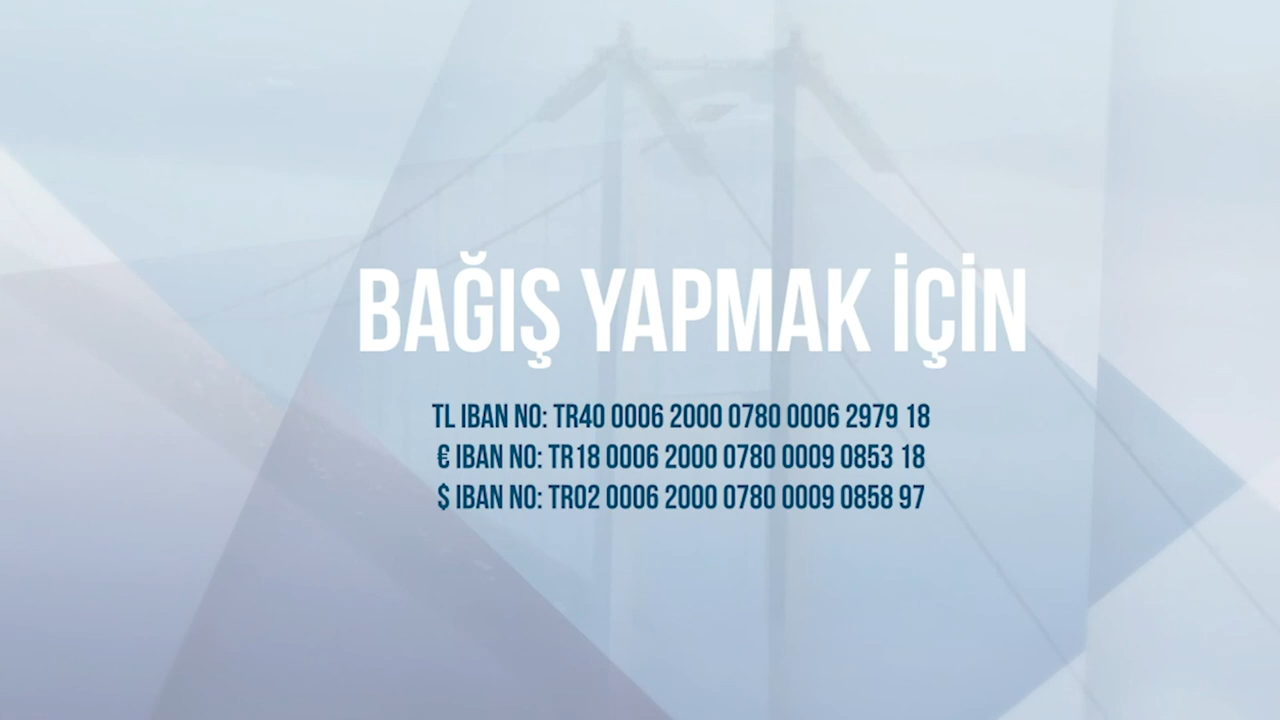 BAĞIŞ YAPMAK İÇİN
TL IBAN NO: TR40 0006 2000 0780 0006 2979 18
€ IBAN NO: TR18 0006 2000 0780 0009 0853 18
$ IBAN NO: TR02 0006 2000 0780 0009 0858 97